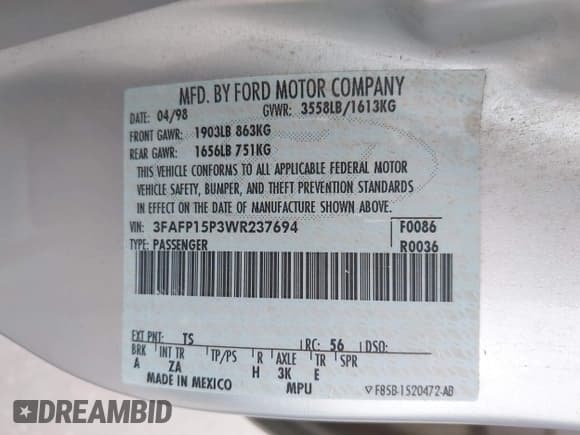 MFD. BY FORD MOTOR COMPANY
DATE: 04/98 GVWR: 3558LB/1613KG
FRONT GAWR: 1903LB 863KG
REAR GAWR: 1656LB 751KG
THIS VEHICLE CONFORMS TO ALL APPLICABLE FEDERAL MOTOR
VEHICLE SAFETY, BUMPER, AND THEFT PREVENTION STANDARDS
IN EFFECT ON THE DATE OF MANUFACTURE SHOWN ABOVE.
VIN: 3FAFP15P3WR237694 F0086
TYPE: PASSENGER R0036
EXT PNT: TS RC: 56 DSO:
BRK INT TR TP/PS R AXLE TR SPR
A ZA H 3K E
MADE IN MEXICO MPU
▽ F85B-1520472-AB
DREAMBID